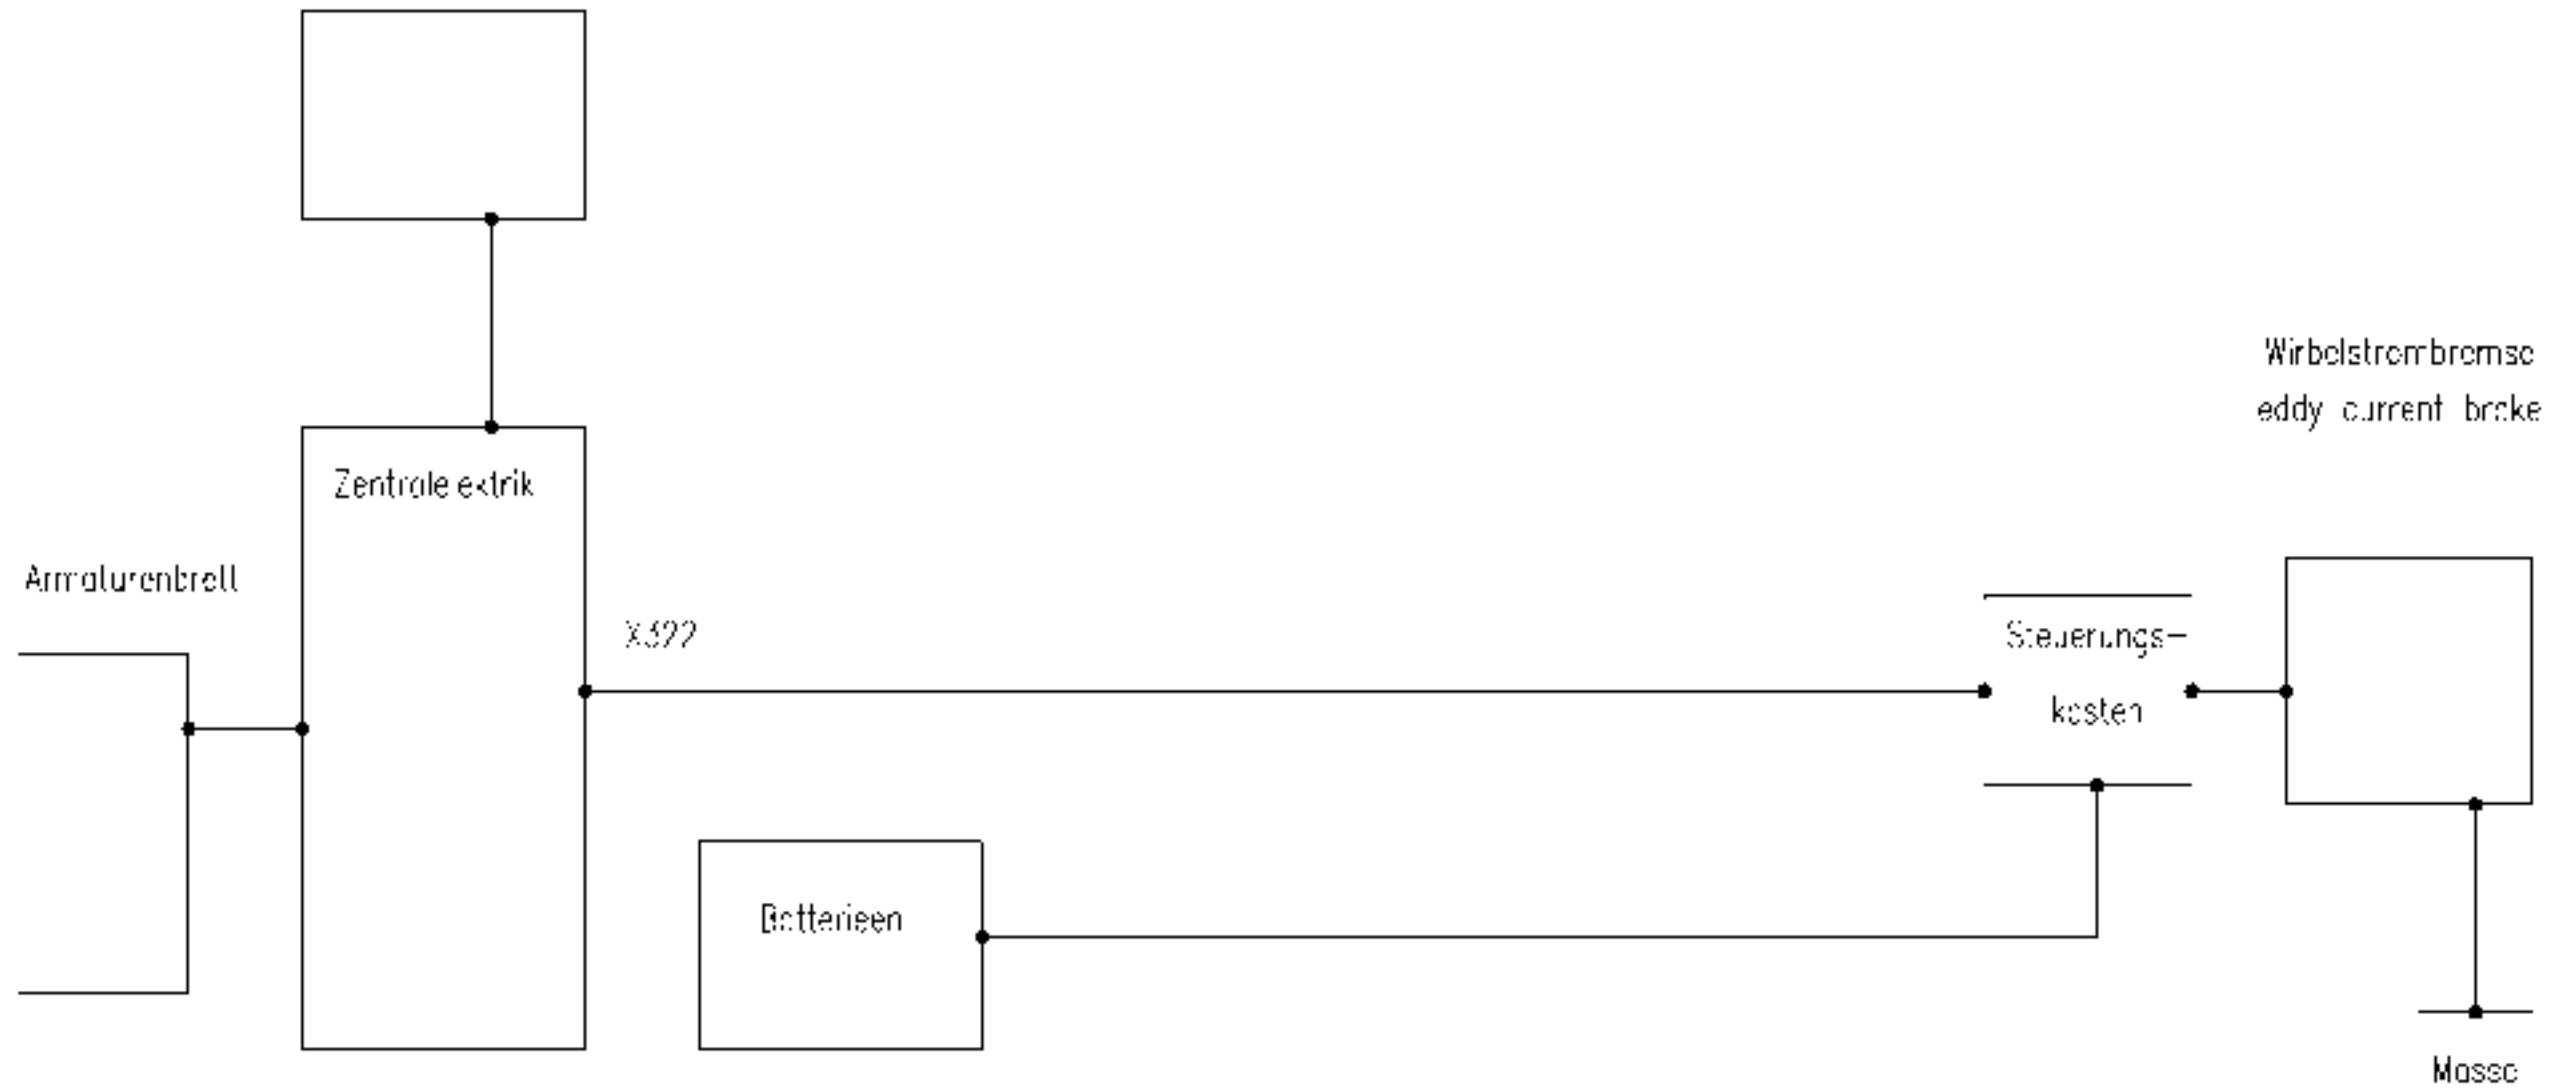 Wirbelstrombremse
eddy current brake
Zentralelektrik
Armaturenbrett
X322
Steuerungs-
kasten
Batterieen
Masse